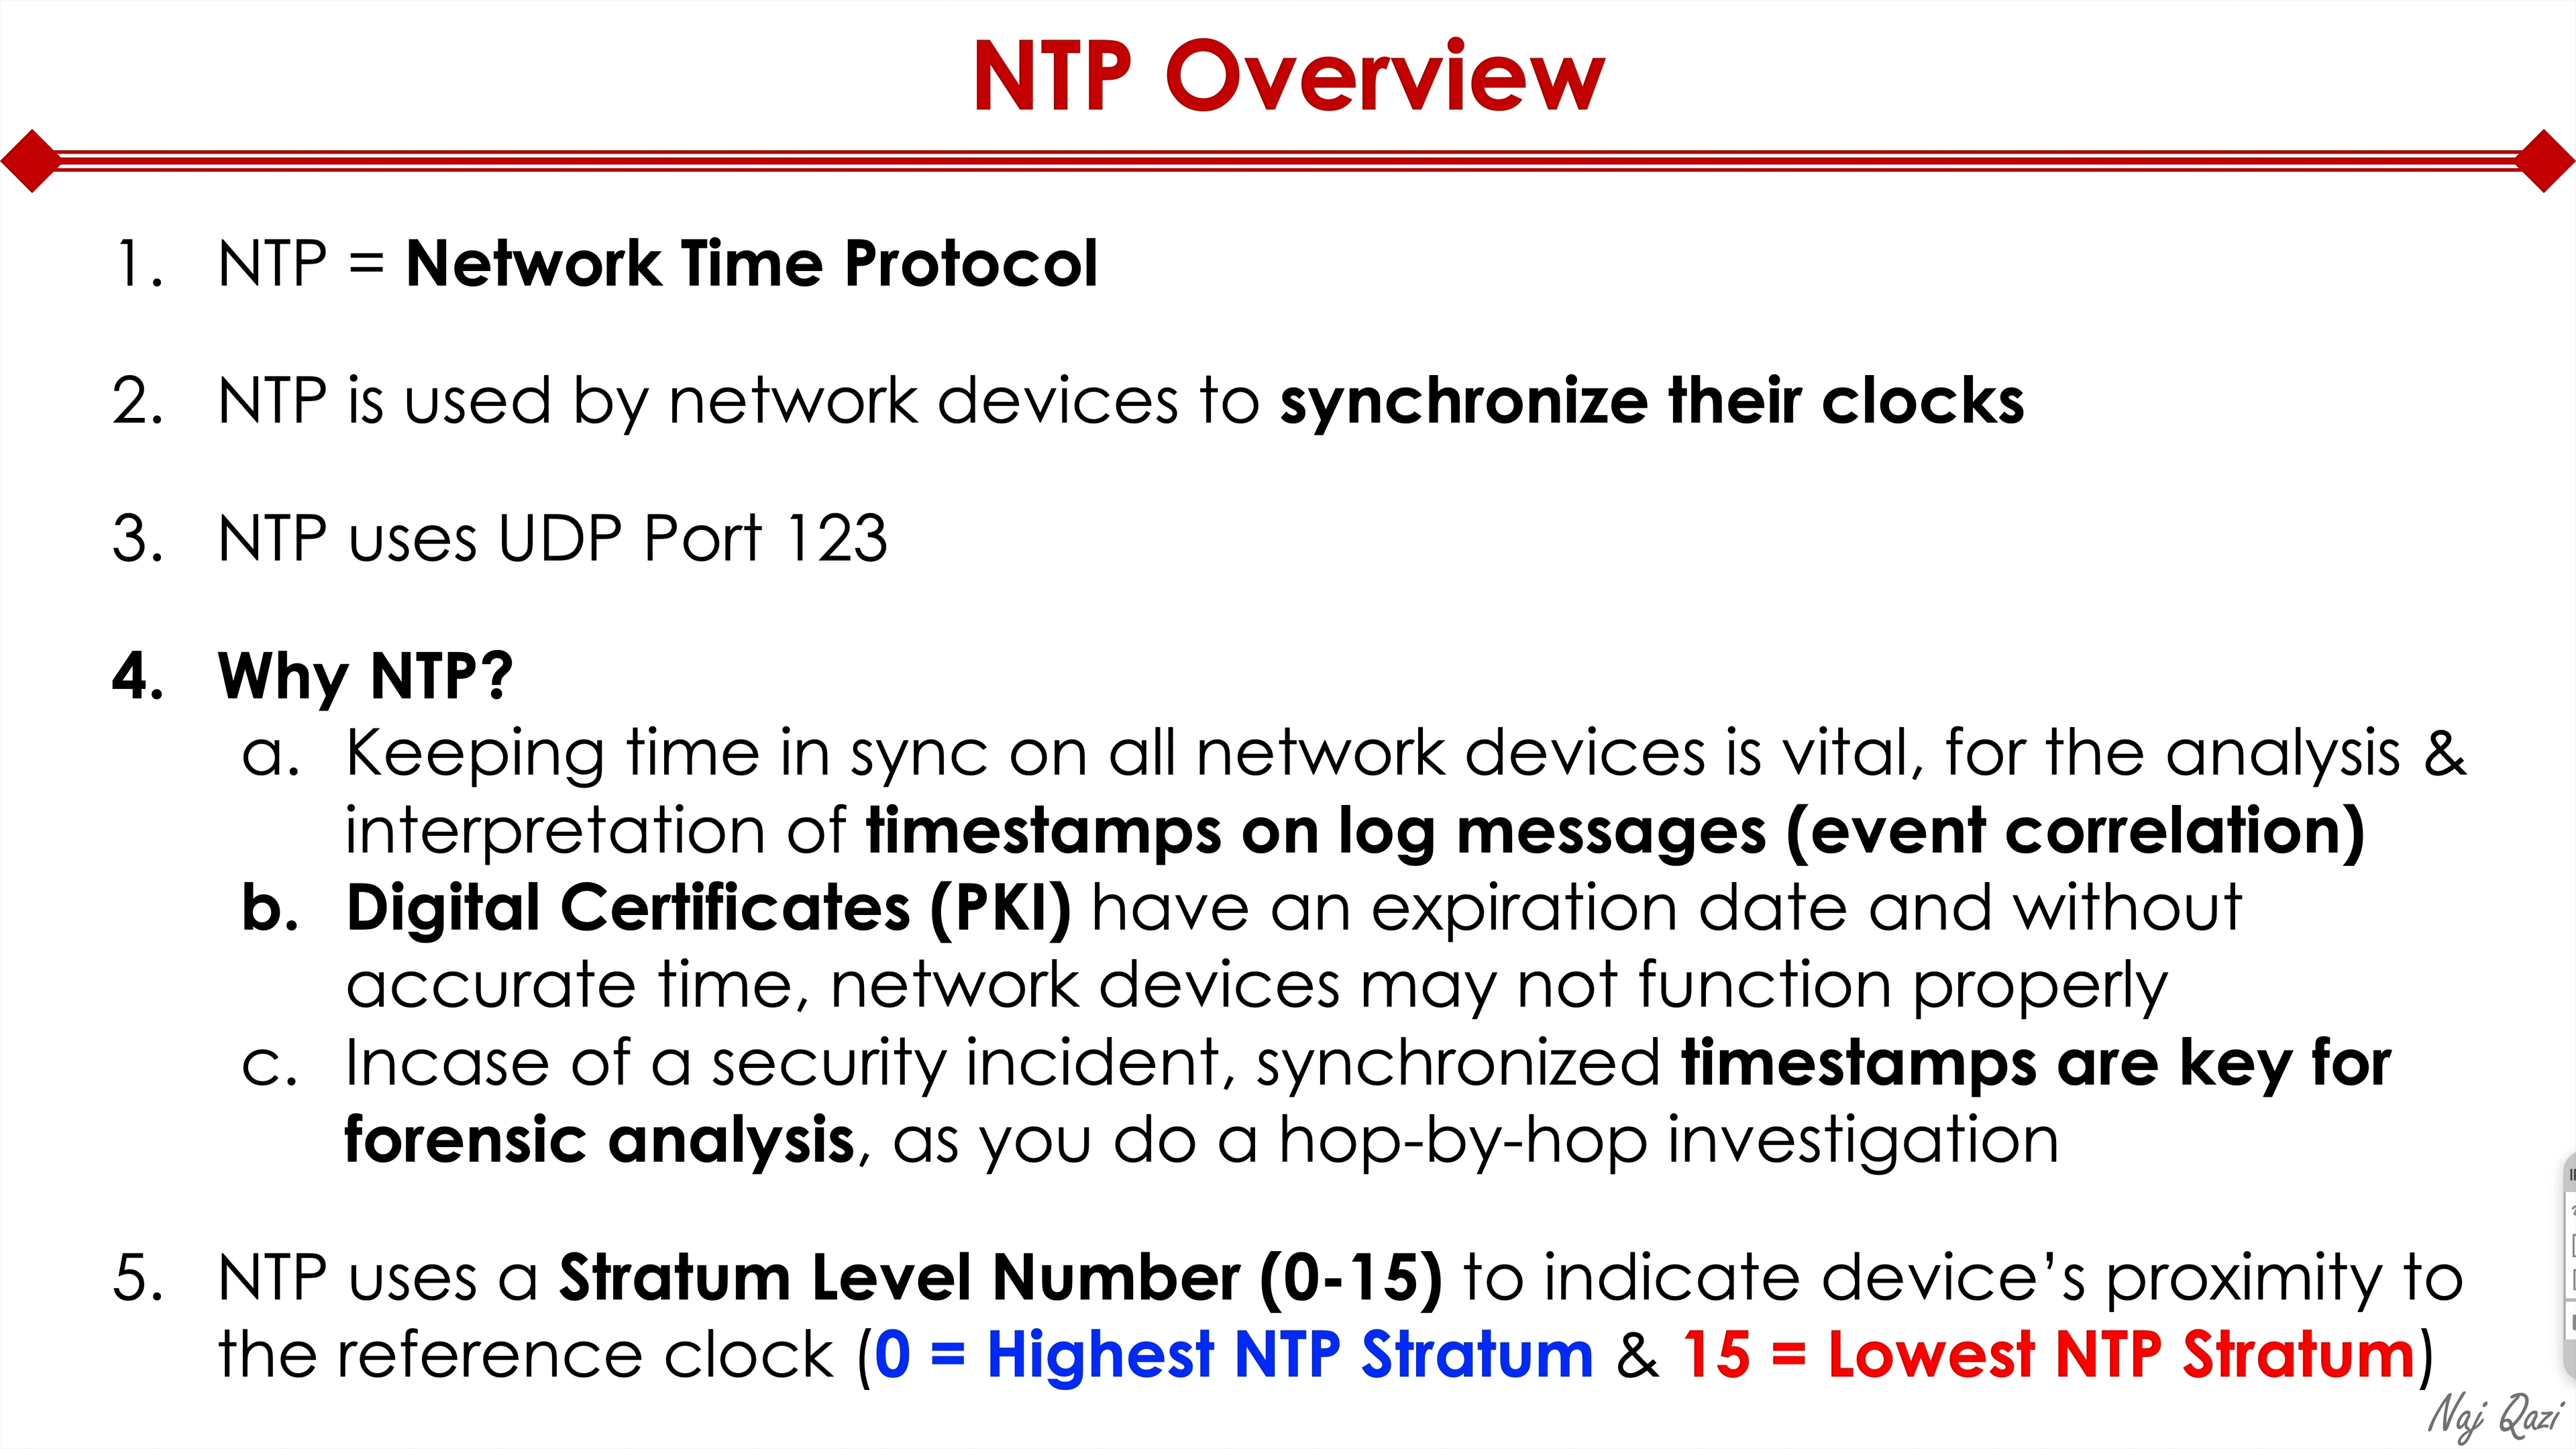 NTP Overview
1. NTP = Network Time Protocol
2. NTP is used by network devices to synchronize their clocks
3. NTP uses UDP Port 123
4. Why NTP?
a. Keeping time in sync on all network devices is vital, for the analysis &
interpretation of timestamps on log messages (event correlation)
b. Digital Certificates (PKI) have an expiration date and without
accurate time, network devices may not function properly
c. Incase of a security incident, synchronized timestamps are key for
forensic analysis, as you do a hop-by-hop investigation
5. NTP uses a Stratum Level Number (0-15) to indicate device’s proximity to
the reference clock (0 = Highest NTP Stratum & 15 = Lowest NTP Stratum)
Naj Qazi